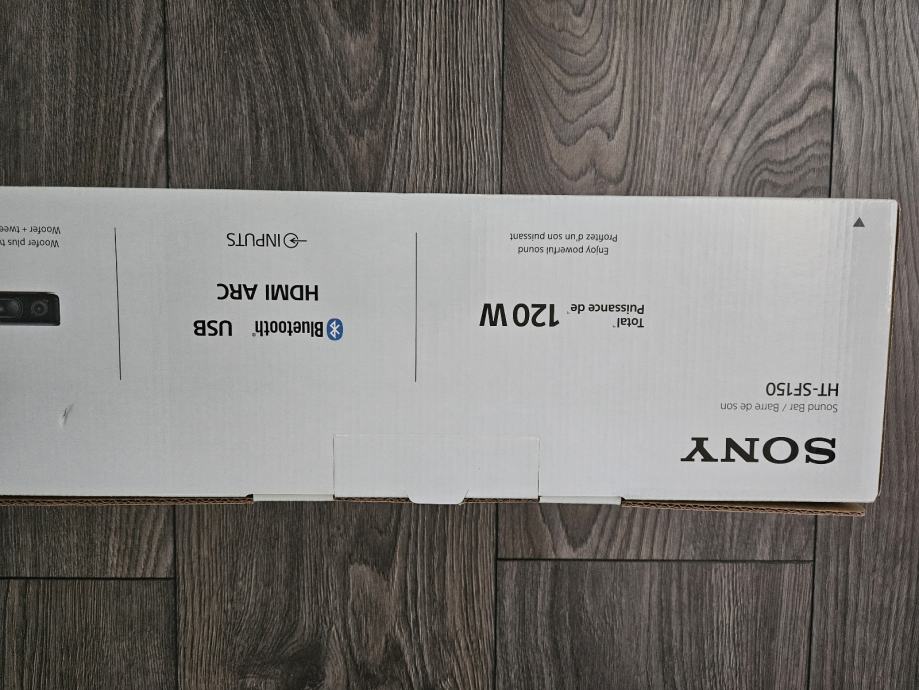 SONY
Sound Bar / Barre de son
HT-SF150
Total
Puissance de
120 W
Enjoy powerful sound
Profitez d'un son puissant
Bluetooth®
USB
HDMI ARC
INPUTS
Woofer plus
Woofer +